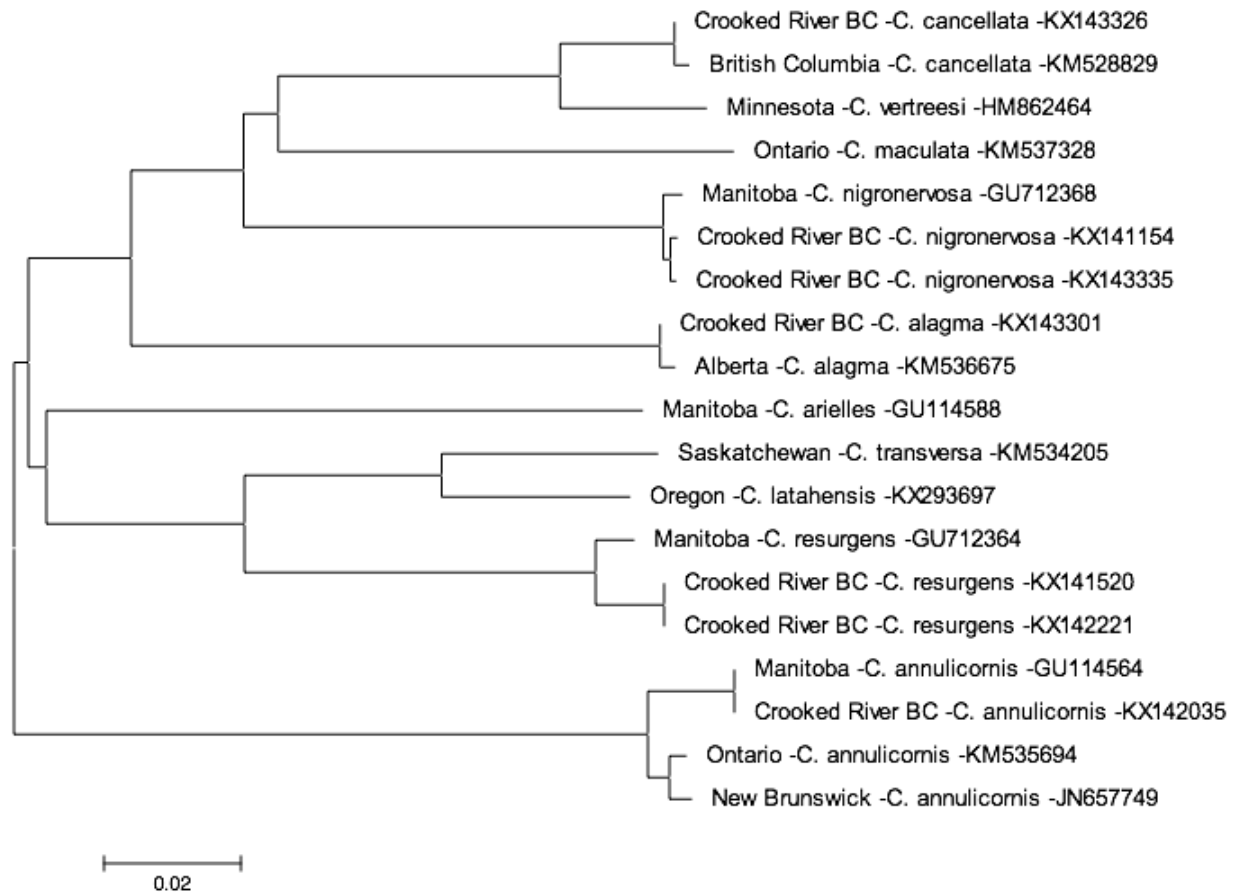 Crooked River BC -C. cancellata -KX143326
British Columbia -C. cancellata -KM528829
Minnesota -C. vertreesi -HM862464
Ontario -C. maculata -KM537328
Manitoba -C. nigronervosa -GU712368
Crooked River BC -C. nigronervosa -KX141154
Crooked River BC -C. nigronervosa -KX143335
Crooked River BC -C. alagma -KX143301
Alberta -C. alagma -KM536675
Manitoba -C. arielles -GU114588
Saskatchewan -C. transversa -KM534205
Oregon -C. latahensis -KX293697
Manitoba -C. resurgens -GU712364
Crooked River BC -C. resurgens -KX141520
Crooked River BC -C. resurgens -KX142221
Manitoba -C. annulicornis -GU114564
Crooked River BC -C. annulicornis -KX142035
Ontario -C. annulicornis -KM535694
New Brunswick -C. annulicornis -JN657749
0.02